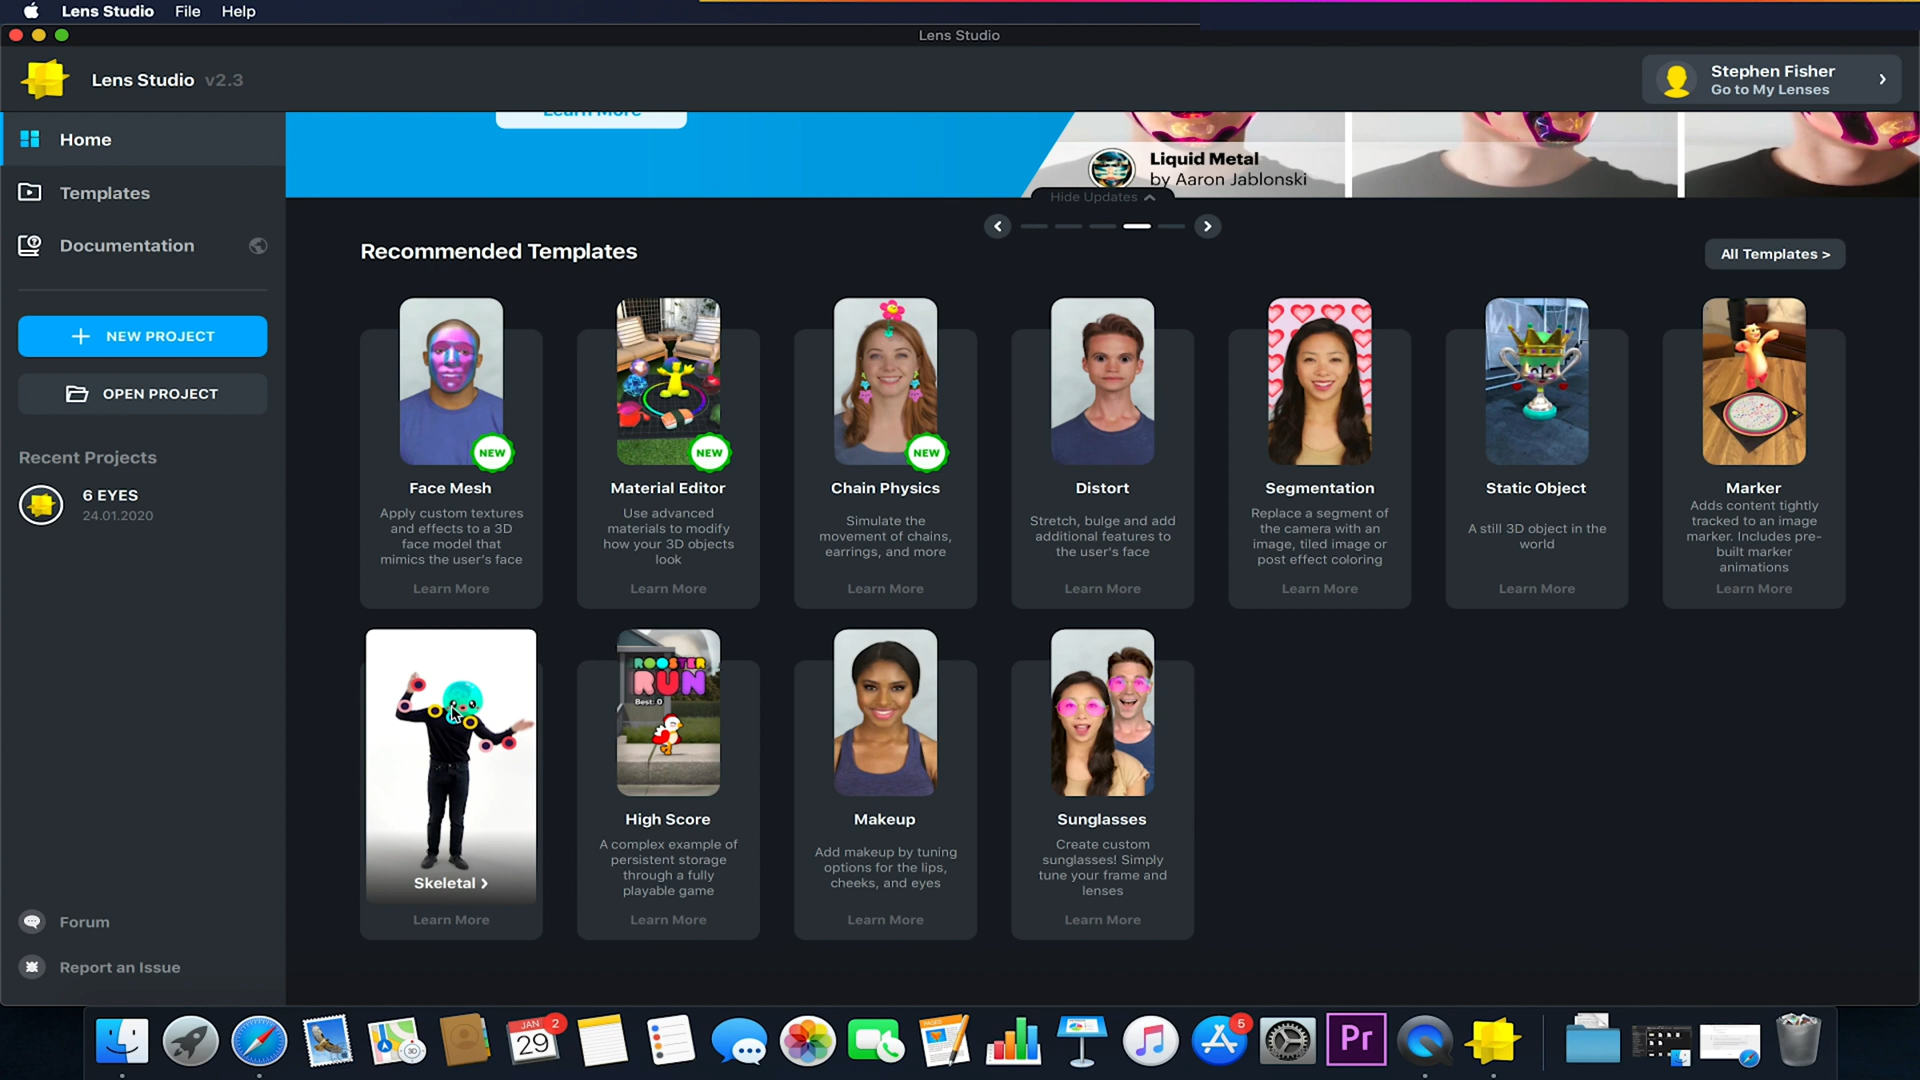 Lens Studio File Help
Lens Studio
Lens Studio v2.3
Stephen Fisher
Go to My Lenses
Home
Templates
Documentation
NEW PROJECT
OPEN PROJECT
Recent Projects
6 EYES
24.01.2020
Forum
Report an Issue
Learn More
Liquid Metal
by Aaron Jablonski
Hide Updates
Recommended Templates
All Templates >
NEW
Face Mesh
Apply custom textures
and effects to a 3D
face model that
mimics the user's face
Learn More
NEW
Material Editor
Use advanced
materials to modify
how your 3D objects
look
Learn More
NEW
Chain Physics
Simulate the
movement of chains,
earrings, and more
Learn More
Distort
Stretch, bulge and add
additional features to
the user's face
Learn More
Segmentation
Replace a segment of
the camera with an
image, tiled image or
post effect coloring
Learn More
Static Object
A still 3D object in the
world
Learn More
Marker
Adds content tightly
tracked to an image
marker. Includes pre-
built marker
animations
Learn More
Skeletal >
Learn More
ROOSTER
RUN
Best: 0
High Score
A complex example of
persistent storage
through a fully
playable game
Learn More
Makeup
Add makeup by tuning
options for the lips,
cheeks, and eyes
Learn More
Sunglasses
Create custom
sunglasses! Simply
tune your frame and
lenses
Learn More
JAN
2
29
3D
PAGES
5
Pr